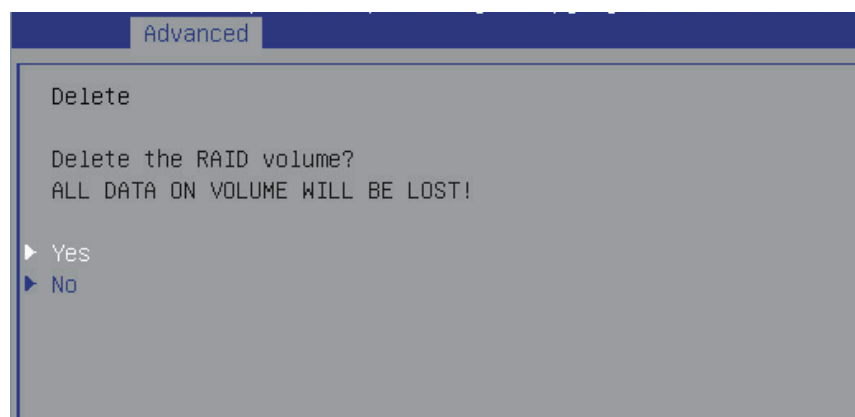 Advanced
Delete
Delete the RAID volume?
ALL DATA ON VOLUME WILL BE LOST!
Yes
No